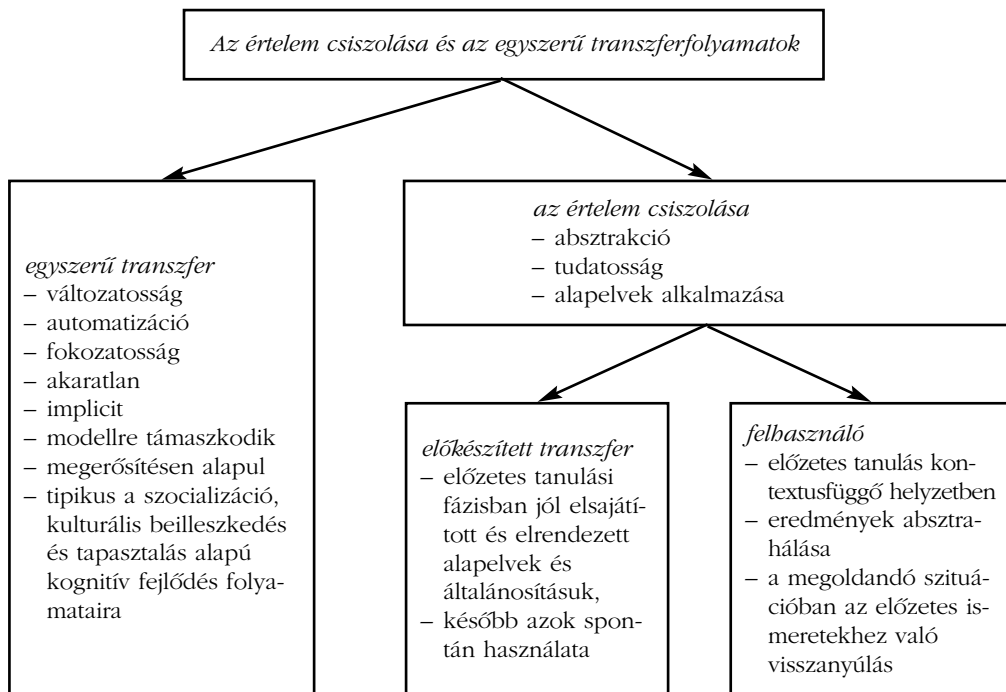 Az értelem csiszolása és az egyszerű transzferfolyamatok
egyszerű transzfer
– változatosság
– automatizáció
– fokozatosság
– akaratlan
– implicit
– modellre támaszkodik
– megerősítésen alapul
– tipikus a szocializáció,
kulturális beilleszkedés
és tapasztalás alapú
kognitív fejlődés folya-
mataira
az értelem csiszolása
– absztrakció
– tudatosság
– alapelvek alkalmazása
előkészített transzfer
– előzetes tanulási
fázisban jól elsajátí-
tott és elrendezett
alapelvek és
általánosításuk,
– később azok spon-
tán használata
felhasználó
– előzetes tanulás kon-
textusfüggő helyzetben
– eredmények absztra-
hálása
– a megoldandó szituá-
cióban az előzetes is-
meretekhez való
visszanyúlás